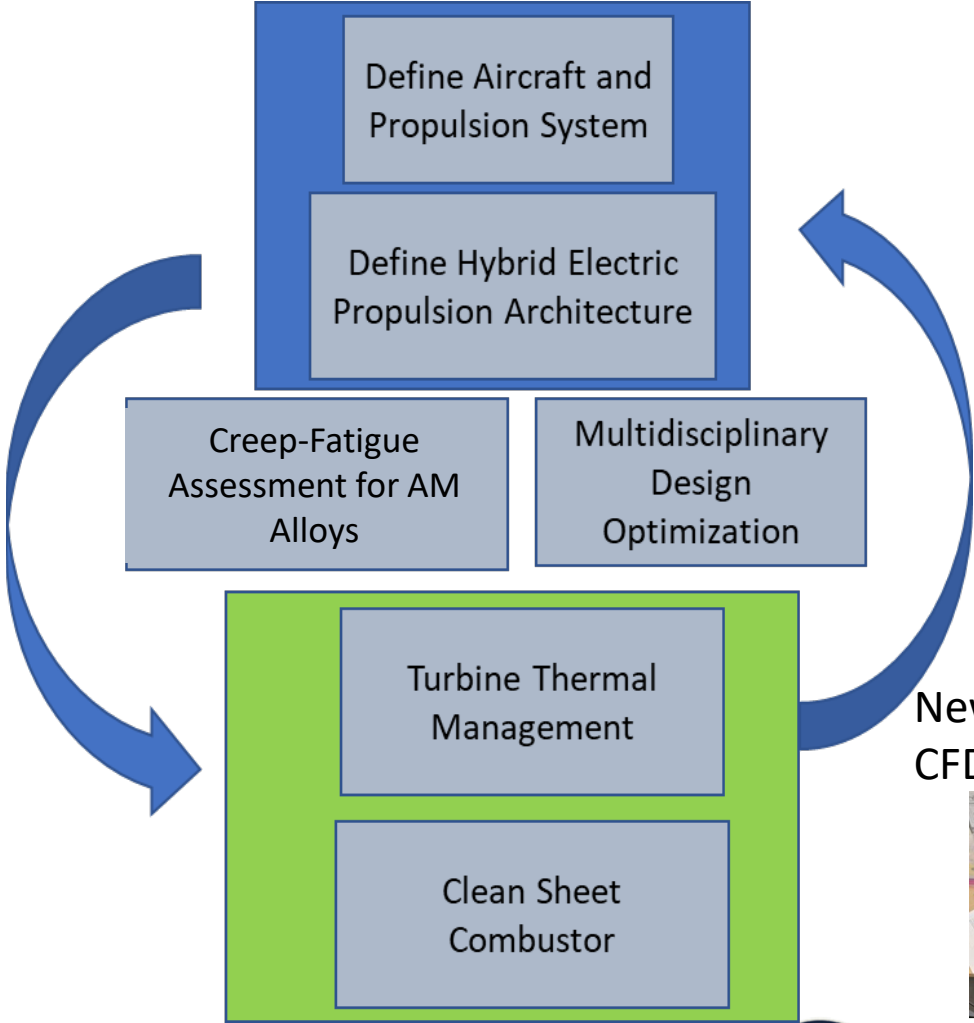 Define Aircraft and
Propulsion System
Define Hybrid Electric
Propulsion Architecture
Creep-Fatigue
Assessment for AM
Alloys
Multidisciplinary
Design
Optimization
Turbine Thermal
Management
Clean Sheet
Combustor